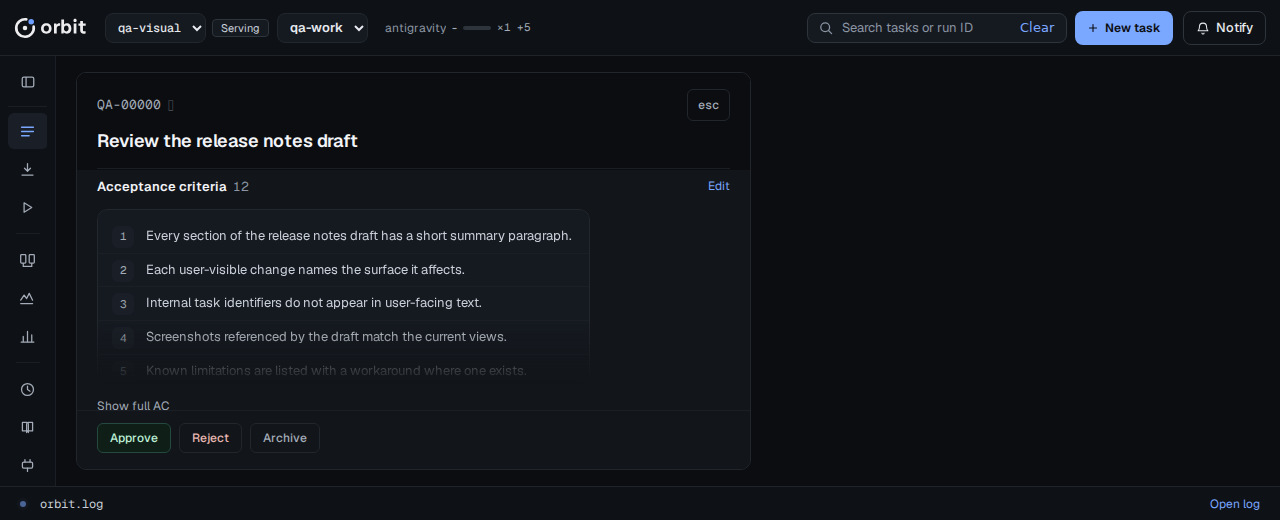 orbit qa-visual Serving qa-work antigravity - ×1 +5 Search tasks or run ID Clear + New task Notify
QA-00000 esc
Review the release notes draft
Acceptance criteria 12 Edit
1 Every section of the release notes draft has a short summary paragraph.
2 Each user-visible change names the surface it affects.
3 Internal task identifiers do not appear in user-facing text.
4 Screenshots referenced by the draft match the current views.
5 Known limitations are listed with a workaround where one exists.
Show full AC
Approve Reject Archive
orbit.log Open log